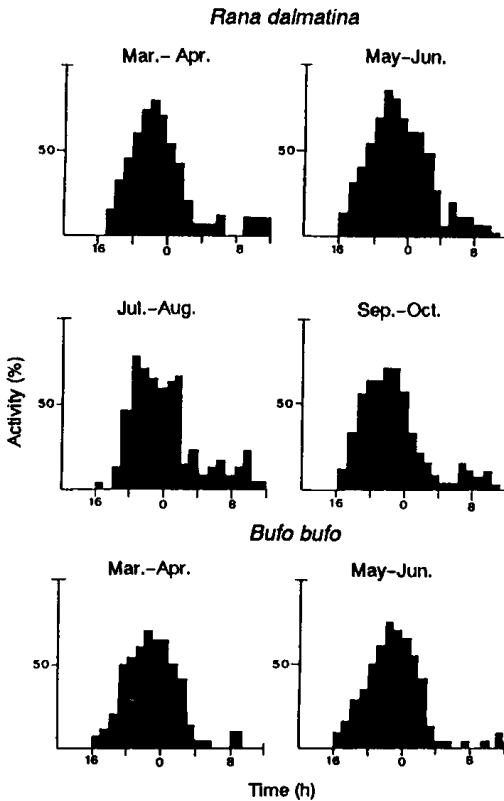 Rana dalmatina
Mar.- Apr.
May-Jun.
50
50
16 0 8
16 0 8
Jul.-Aug.
Sep.-Oct.
Activity (%)
50
50
16 0 8
16 0 8
Bufo bufo
Mar.-Apr.
May-Jun.
50
50
16 0 8
16 0 8
Time (h)